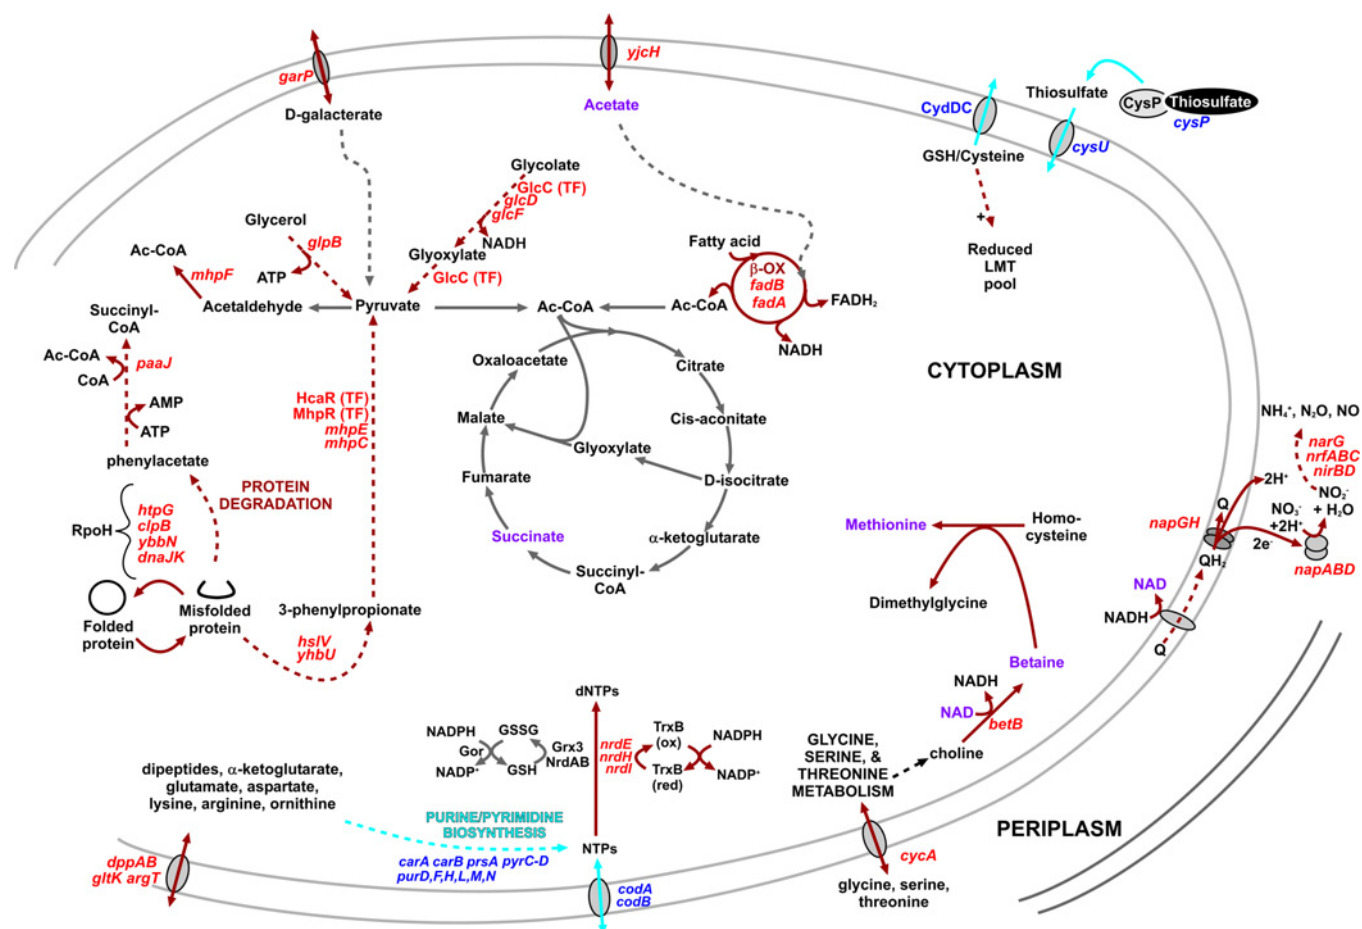 yjcH
garP
D-galacterate
Acetate
Thiosulfate
CysP
Thiosulfate
cysP
CydDC
cysU
GSH/Cysteine
+
Reduced
LMT
pool
Glycolate
GlcC (TF)
glcD
glcF
NADH
Glyoxylate
GlcC (TF)
Glycerol
glpB
ATP
Ac-CoA
mhpF
Acetaldehyde
Pyruvate
Ac-CoA
Ac-CoA
Fatty acid
β-OX
fadB
fadA
FADH₂
NADH
Succinyl-
CoA
Ac-CoA
CoA
paaJ
AMP
ATP
phenylacetate
HcaR (TF)
MhpR (TF)
mhpE
mhpC
Oxaloacetate
Citrate
Cis-aconitate
D-isocitrate
α-ketoglutarate
Succinyl-
CoA
Succinate
Fumarate
Malate
Glyoxylate
CYTOPLASM
PROTEIN
DEGRADATION
RpoH
htpG
clpB
ybbN
dnaJK
Folded
protein
Misfolded
protein
3-phenylpropionate
hslV
yhbU
NH₄⁺, N₂O, NO
narG
nrfABC
nirBD
NO₂⁻
+ H₂O
NO₃⁻
+2H⁺
2H⁺
Q
napGH
2e⁻
QH₂
napABD
NAD
NADH
Q
Methionine
Homo-
cysteine
Dimethylglycine
Betaine
NADH
NAD
betB
choline
GLYCINE,
SERINE, &
THREONINE
METABOLISM
cycA
glycine, serine,
threonine
PERIPLASM
dNTPs
NADPH
Gor
NADP⁺
GSSG
GSH
Grx3
NrdAB
nrdE
nrdH
nrdI
TrxB
(ox)
TrxB
(red)
NADPH
NADP⁺
dipeptides, α-ketoglutarate,
glutamate, aspartate,
lysine, arginine, ornithine
PURINE/PYRIMIDINE
BIOSYNTHESIS
NTPs
carA carB prsA pyrC-D
purD,F,H,L,M,N
codA
codB
dppAB
gltK argT